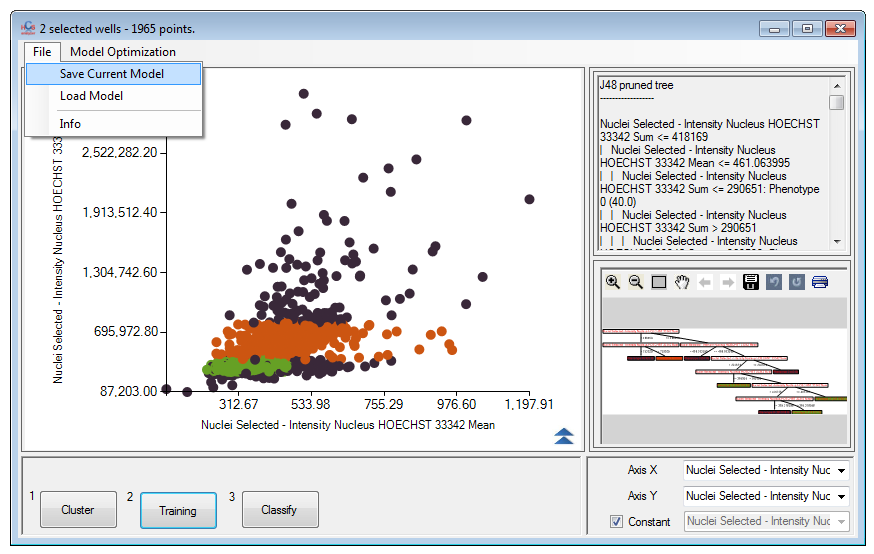 2 selected wells - 1965 points.
File Model Optimization
Save Current Model
Load Model
Info
Nuclei Selected - Intensity Nucleus HOECHST 33342
2,522,282.20
1,913,512.40
1,304,742.60
695,972.80
87,203.00
312.67 533.98 755.29 976.60 1,197.91
Nuclei Selected - Intensity Nucleus HOECHST 33342 Mean
J48 pruned tree
------------------
Nuclei Selected - Intensity Nucleus HOECHST
33342 Sum <= 418169
| Nuclei Selected - Intensity Nucleus
HOECHST 33342 Mean <= 461.063995
| | Nuclei Selected - Intensity Nucleus
HOECHST 33342 Sum <= 290651: Phenotype
0 (40.0)
| | Nuclei Selected - Intensity Nucleus
HOECHST 33342 Sum > 290651
| | | Nuclei Selected - Intensity Nucleus
1 Cluster 2 Training 3 Classify
Axis X Nuclei Selected - Intensity Nuc
Axis Y Nuclei Selected - Intensity Nuc
Constant Nuclei Selected - Intensity Nuc